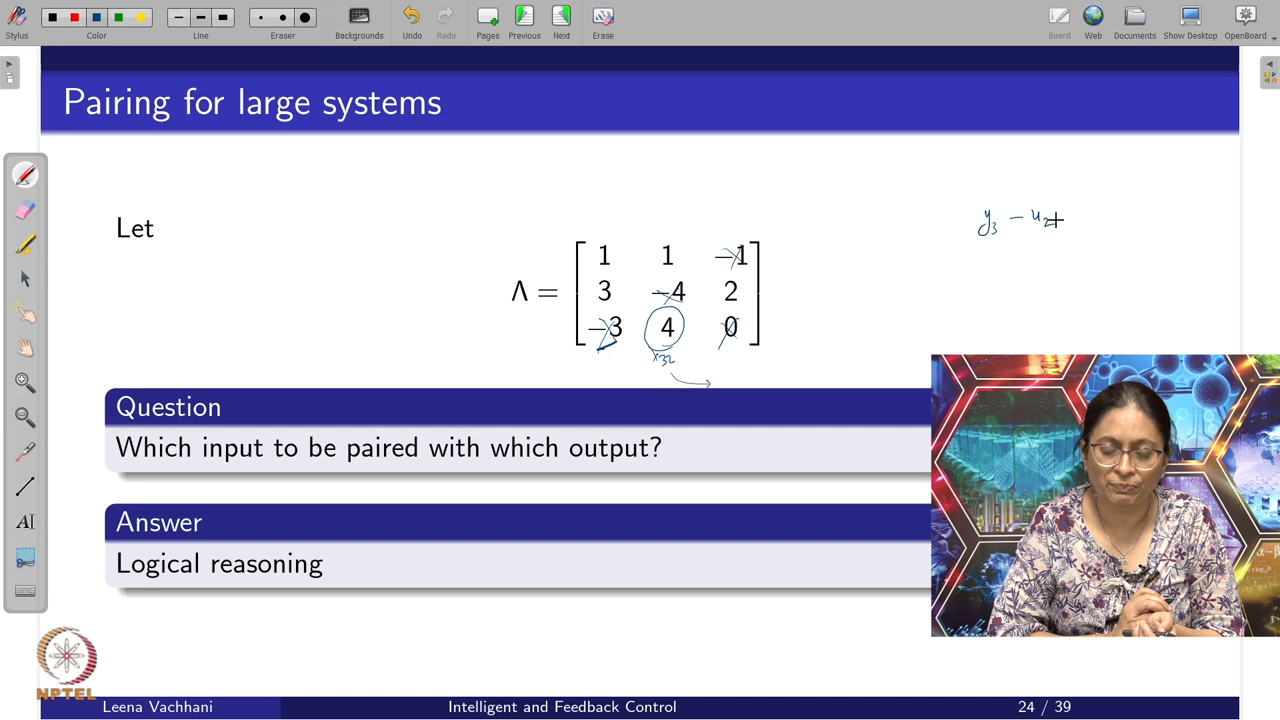 Stylus
Color
Line
Eraser
Backgrounds
Undo
Redo
Pages
Previous
Next
Erase
Board
Web
Documents
Show Desktop
OpenBoard
Pairing for large systems
y3 – u2
Let
Λ =
1 1 −1
3 −4 2
−3 4 0
Question
Which input to be paired with which output?
Answer
Logical reasoning
NPTEL
Leena Vachhani
Intelligent and Feedback Control
24 / 39